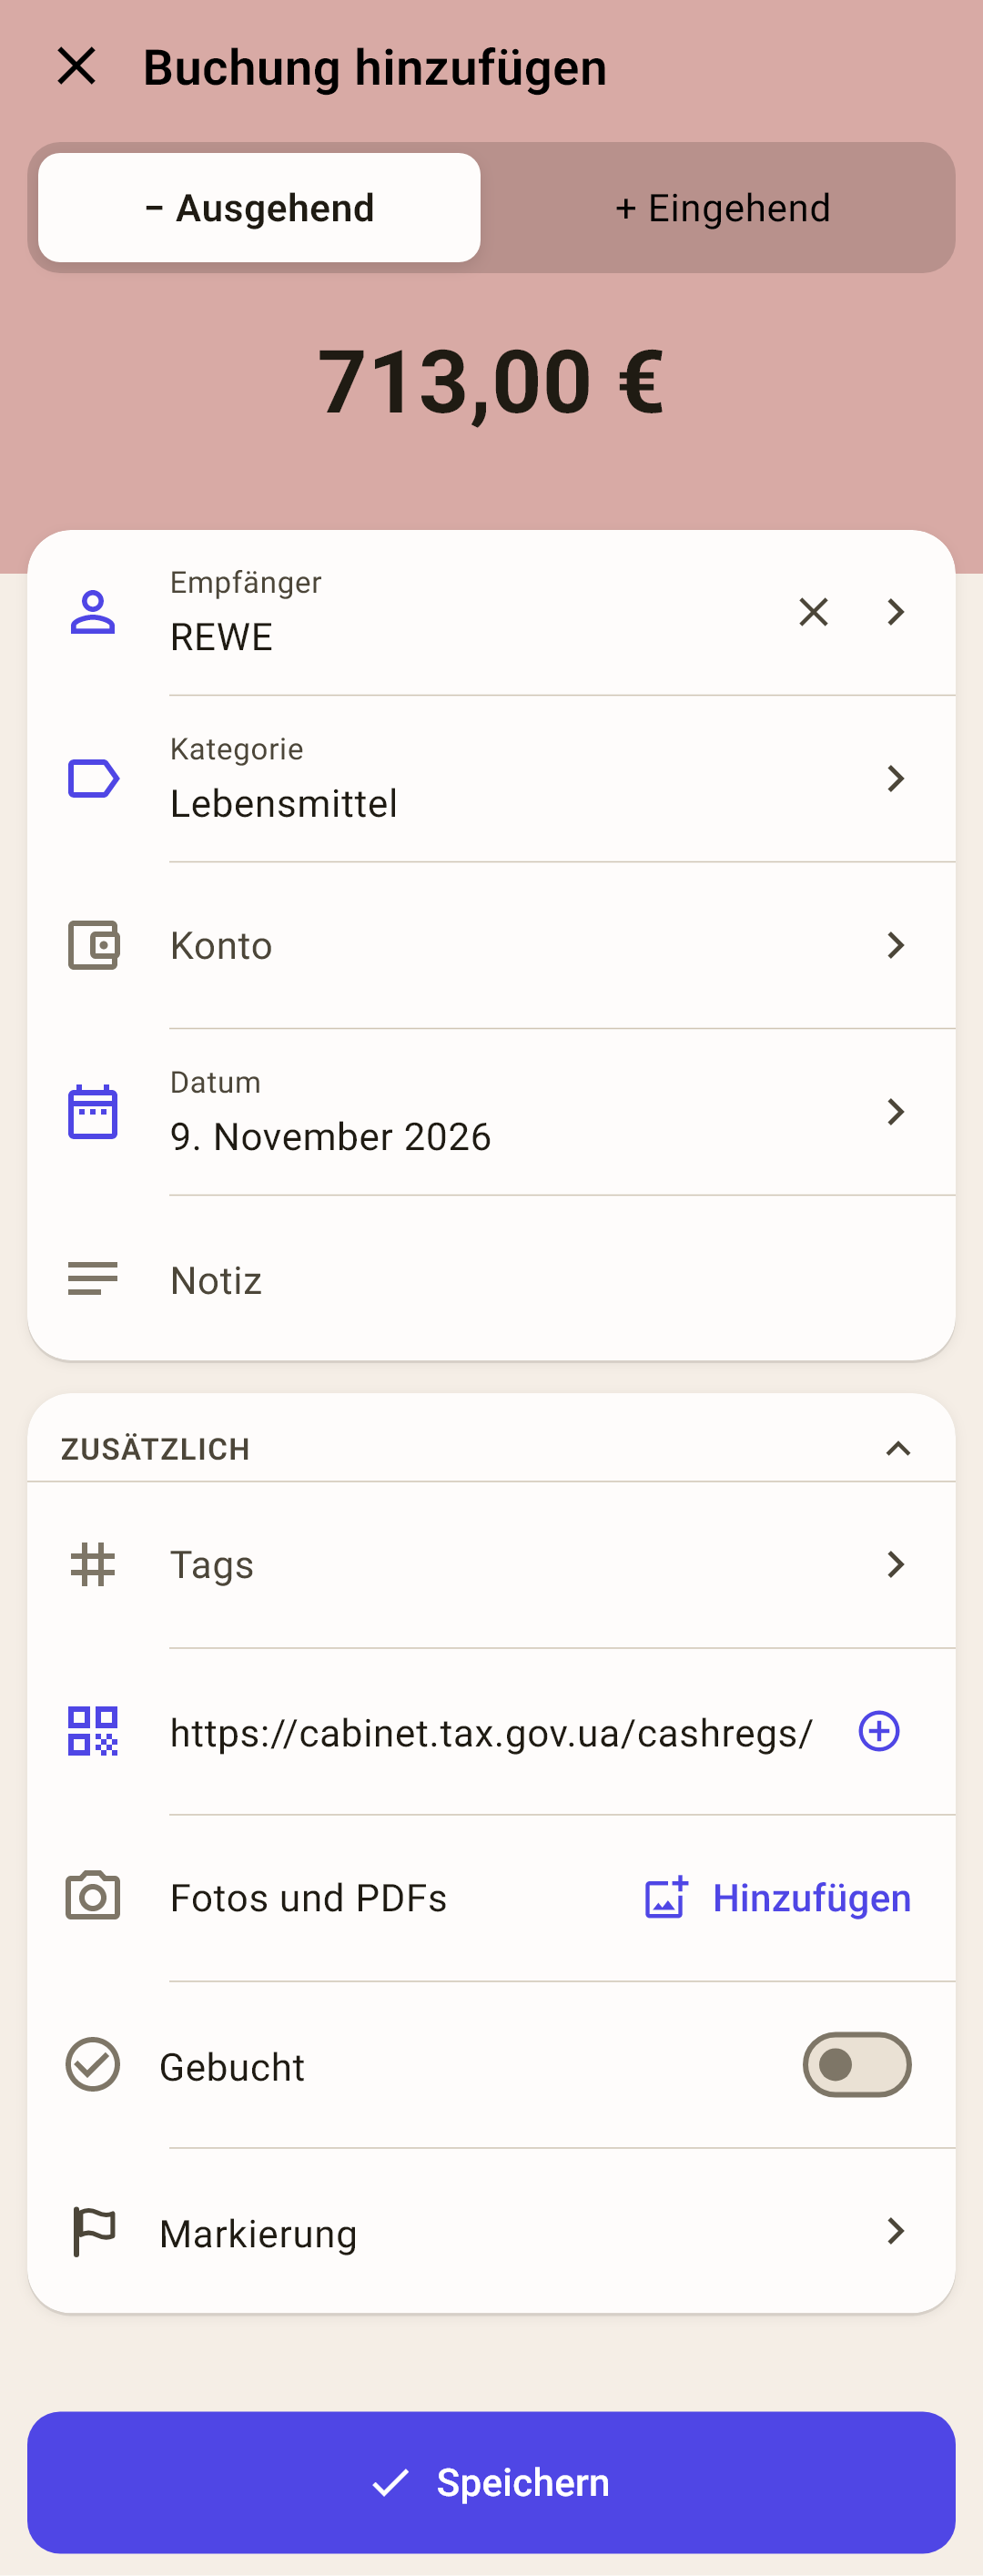 Buchung hinzufügen
− Ausgehend
+ Eingehend
713,00 €
Empfänger
REWE
Kategorie
Lebensmittel
Konto
Datum
9. November 2026
Notiz
ZUSÄTZLICH
Tags
https://cabinet.tax.gov.ua/cashregs/
Fotos und PDFs
Hinzufügen
Gebucht
Markierung
Speichern